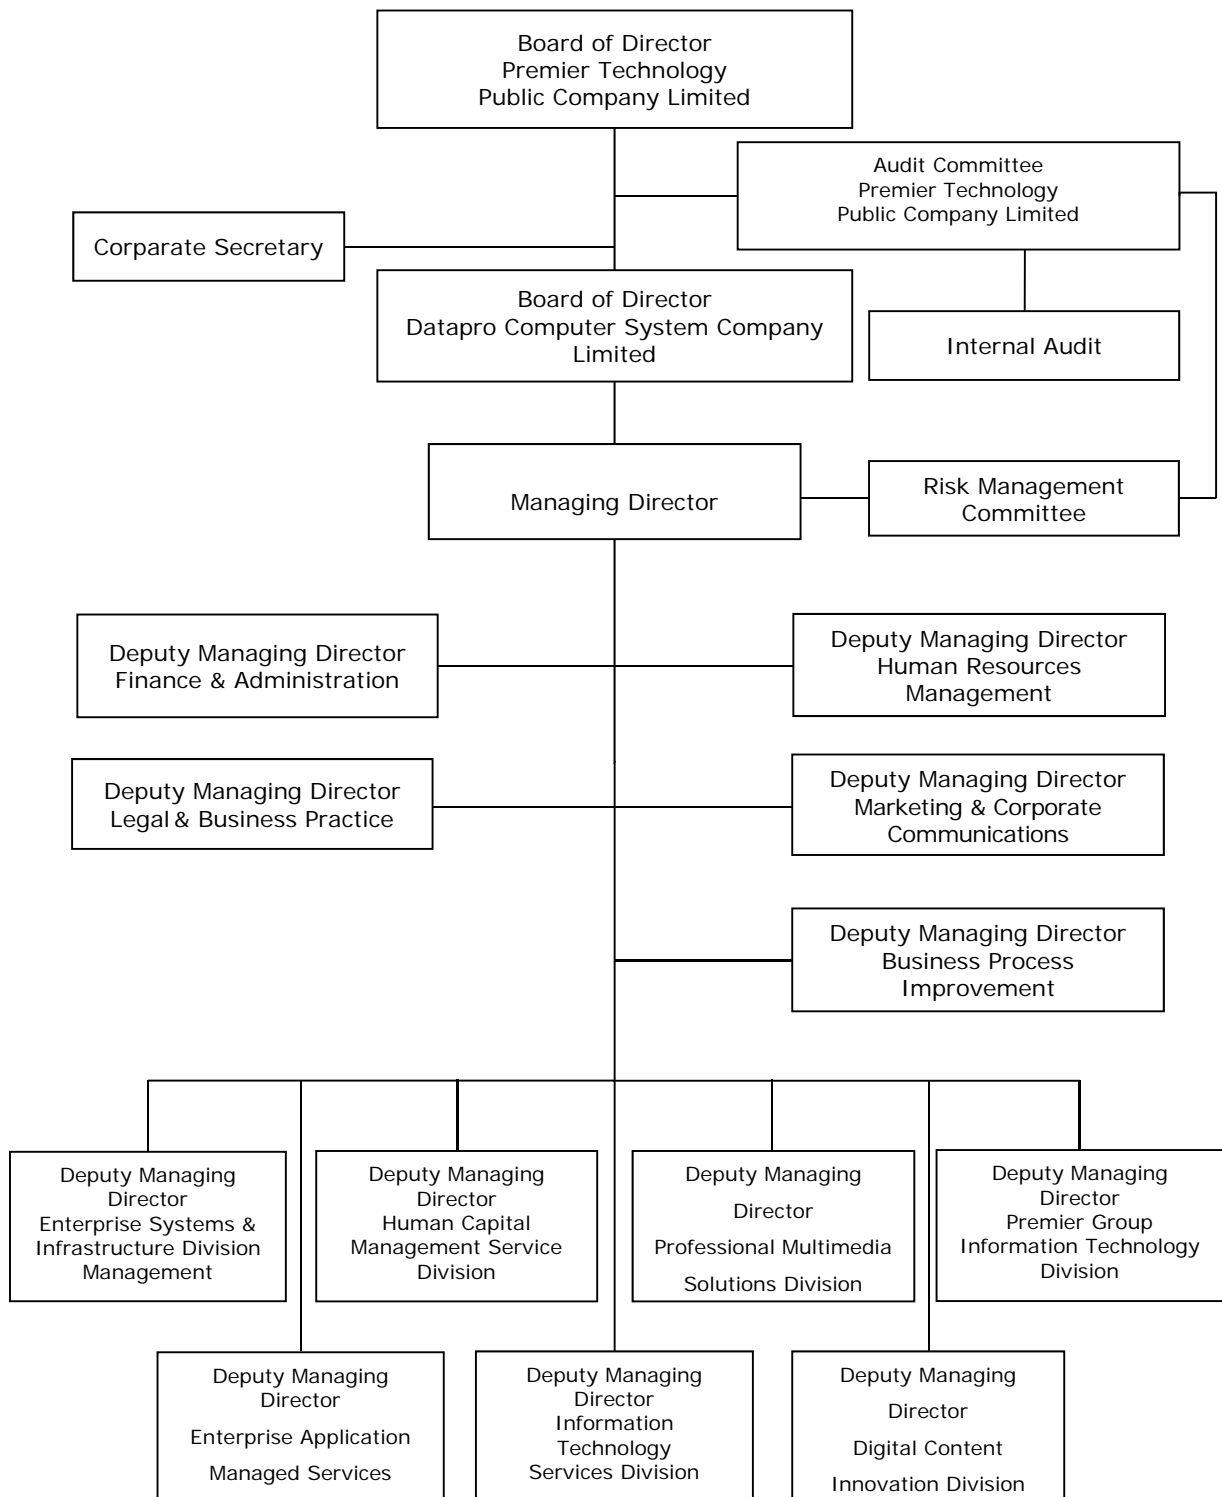 Board of Director
Premier Technology
Public Company Limited
Audit Committee
Premier Technology
Public Company Limited
Corparate Secretary
Board of Director
Datapro Computer System Company
Limited
Internal Audit
Managing Director
Risk Management
Committee
Deputy Managing Director
Finance & Administration
Deputy Managing Director
Human Resources
Management
Deputy Managing Director
Legal & Business Practice
Deputy Managing Director
Marketing & Corporate
Communications
Deputy Managing Director
Business Process
Improvement
Deputy Managing
Director
Enterprise Systems &
Infrastructure Division
Management
Deputy Managing
Director
Human Capital
Management Service
Division
Deputy Managing
Director
Professional Multimedia
Solutions Division
Deputy Managing
Director
Premier Group
Information Technology
Division
Deputy Managing
Director
Enterprise Application
Managed Services
Deputy Managing
Director
Information
Technology
Services Division
Deputy Managing
Director
Digital Content
Innovation Division